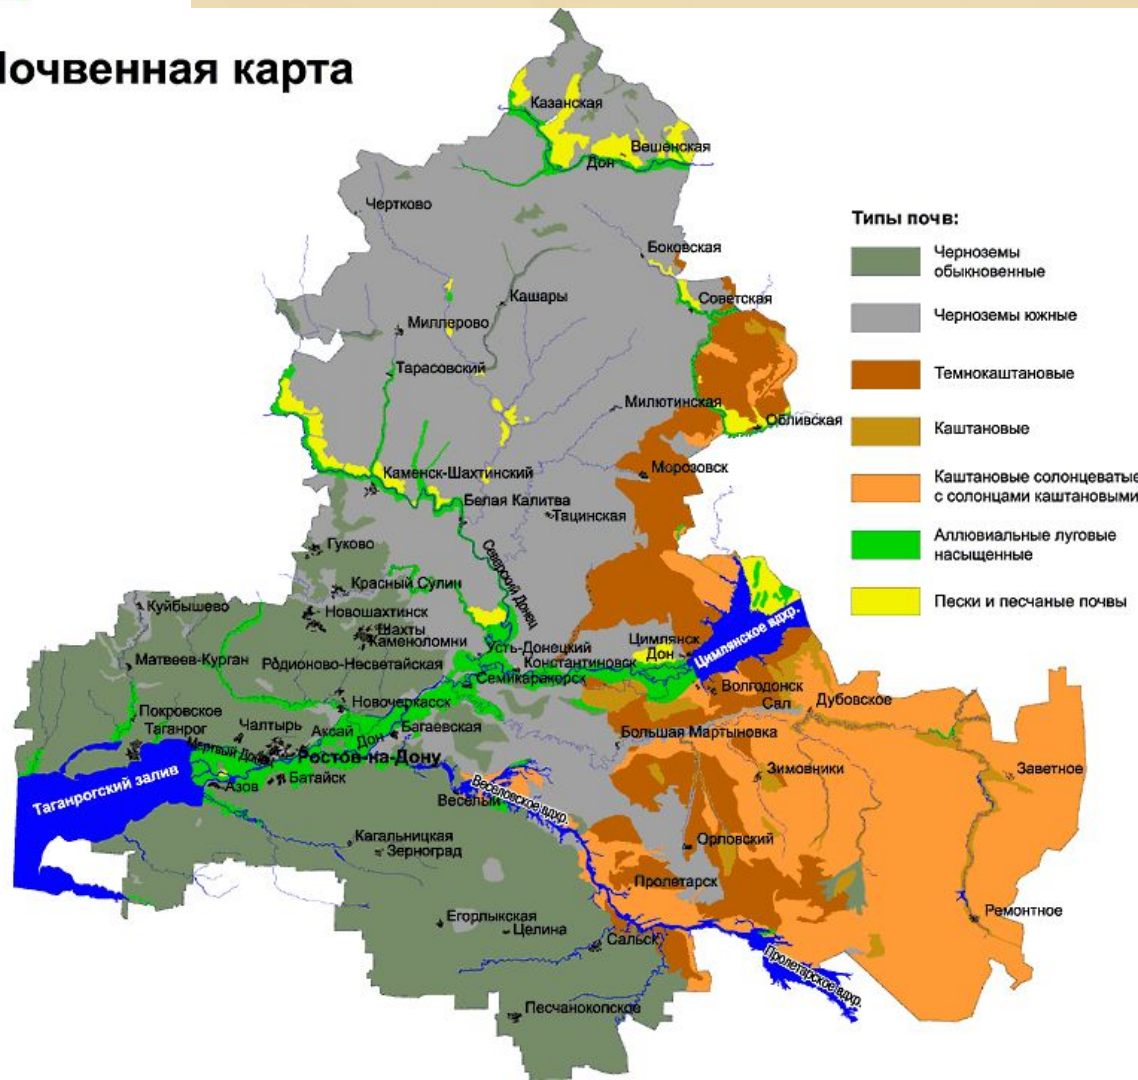 Почвенная карта
Казанская
Вешенская
Дон
Чертково
Боковская
Советская
Кашары
Миллерово
Тарасовский
Милютинская
Обливская
Каменск-Шахтинский
Морозовск
Белая Калитва
Тацинская
Гуково
Северский Донец
Красный Сулин
Куйбышево
Новошахтинск
Шахты
Каменоломни
Усть-Донецкий
Цимлянск
Цимлянское вдхр.
Матвеев-Курган
Родионово-Несветайская
Константиновск
Дон
Семикаракорск
Волгодонск
Новочеркасск
Сал
Дубовское
Покровское
Таганрог
Чалтырь
Аксай
Дон
Багаевская
Большая Мартыновка
Мертвый Донец
Ростов-на-Дону
Таганрогский залив
Батайск
Азов
Веселый
Веселовское вдхр.
Зимовники
Заветное
Кагальницкая
Зерноград
Орловский
Пролетарск
Егорлыкская
Целина
Сальск
Ремонтное
Пролетарское вдхр.
Песчанокопское
Типы почв:
Черноземы
обыкновенные
Черноземы южные
Темнокаштановые
Каштановые
Каштановые солонцеватые
с солонцами каштановыми
Аллювиальные луговые
насыщенные
Пески и песчаные почвы